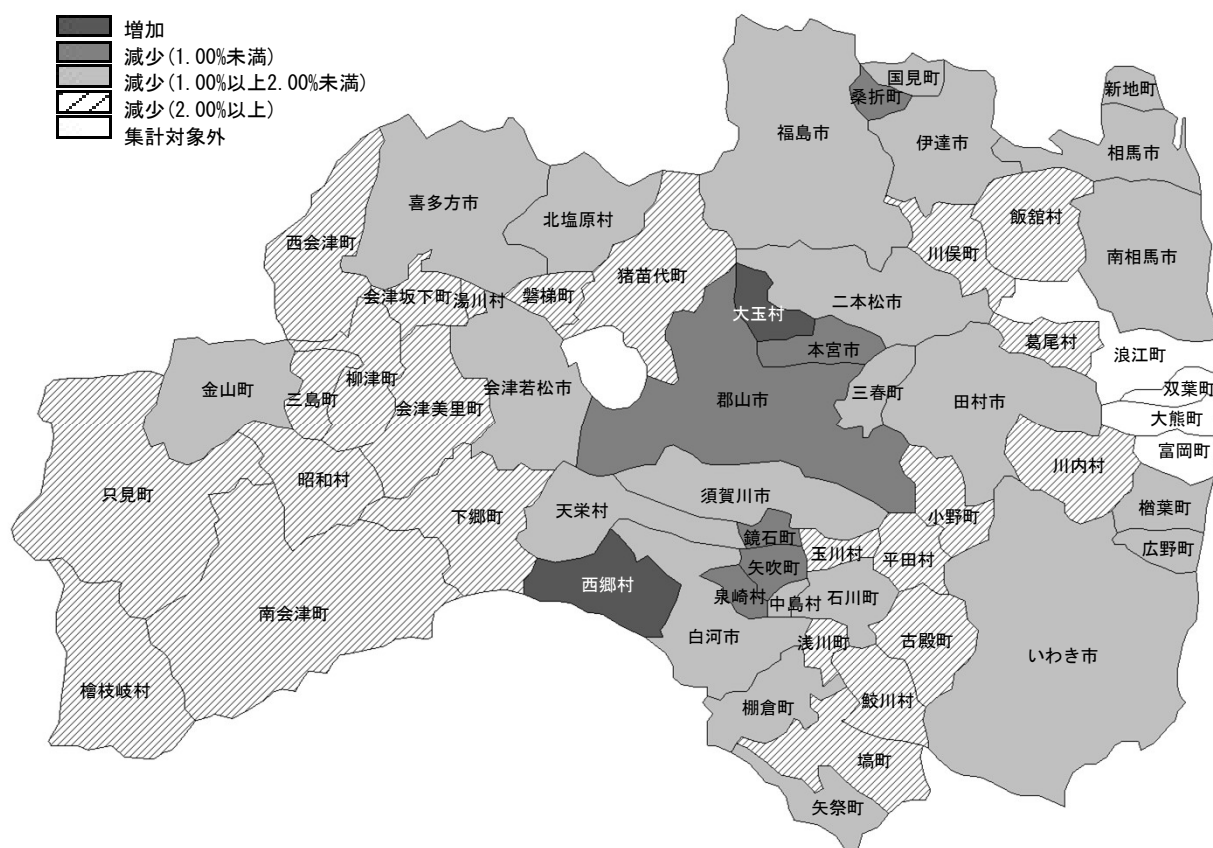 増加
減少(1.00%未満)
減少(1.00%以上2.00%未満)
減少(2.00%以上)
集計対象外
国見町
桑折町
新地町
福島市
伊達市
相馬市
喜多方市
北塩原村
飯舘村
西会津町
川俣町
南相馬市
猪苗代町
会津坂下町
湯川村
磐梯町
二本松市
大玉村
本宮市
葛尾村
浪江町
柳津町
金山町
会津若松市
三春町
双葉町
三島町
会津美里町
郡山市
田村市
大熊町
富岡町
川内村
昭和村
只見町
須賀川市
楢葉町
下郷町
天栄村
小野町
鏡石町
広野町
玉川村
平田村
矢吹町
西郷村
泉崎村
中島村
石川町
南会津町
白河市
浅川町
古殿町
いわき市
檜枝岐村
鮫川村
棚倉町
塙町
矢祭町